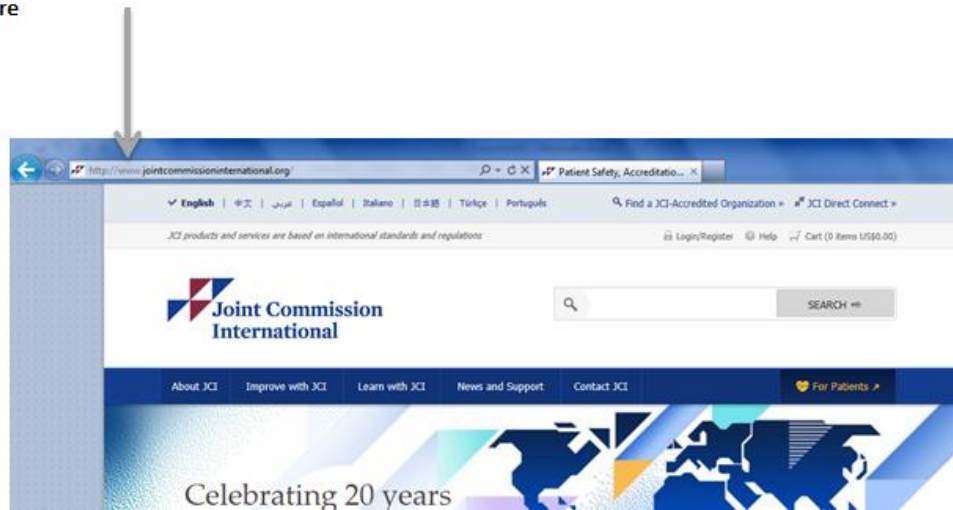 re
http://www.jointcommissioninternational.org/
Patient Safety, Accreditatio... ×
✔ English | 中文 | عربي | Español | Italiano | 日本語 | Türkçe | Português
Find a JCI-Accredited Organization »
JCI Direct Connect »
JCI products and services are based on international standards and regulations
Login/Register
Help
Cart (0 items US$0.00)
Joint Commission
International
SEARCH
About JCI
Improve with JCI
Learn with JCI
News and Support
Contact JCI
For Patients
Celebrating 20 years